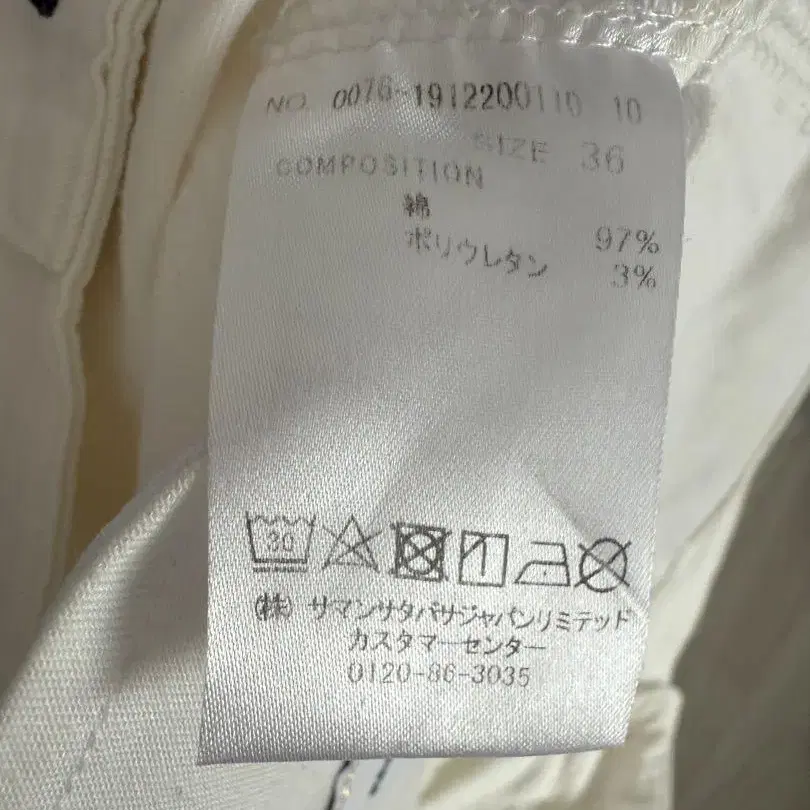 NO. 0076-1912200110 10
SIZE 36
COMPOSITION
綿 97%
ポリウレタン 3%
30
(株) サマンサタバサジャパンリミテッド
カスタマーセンター
0120-86-3035